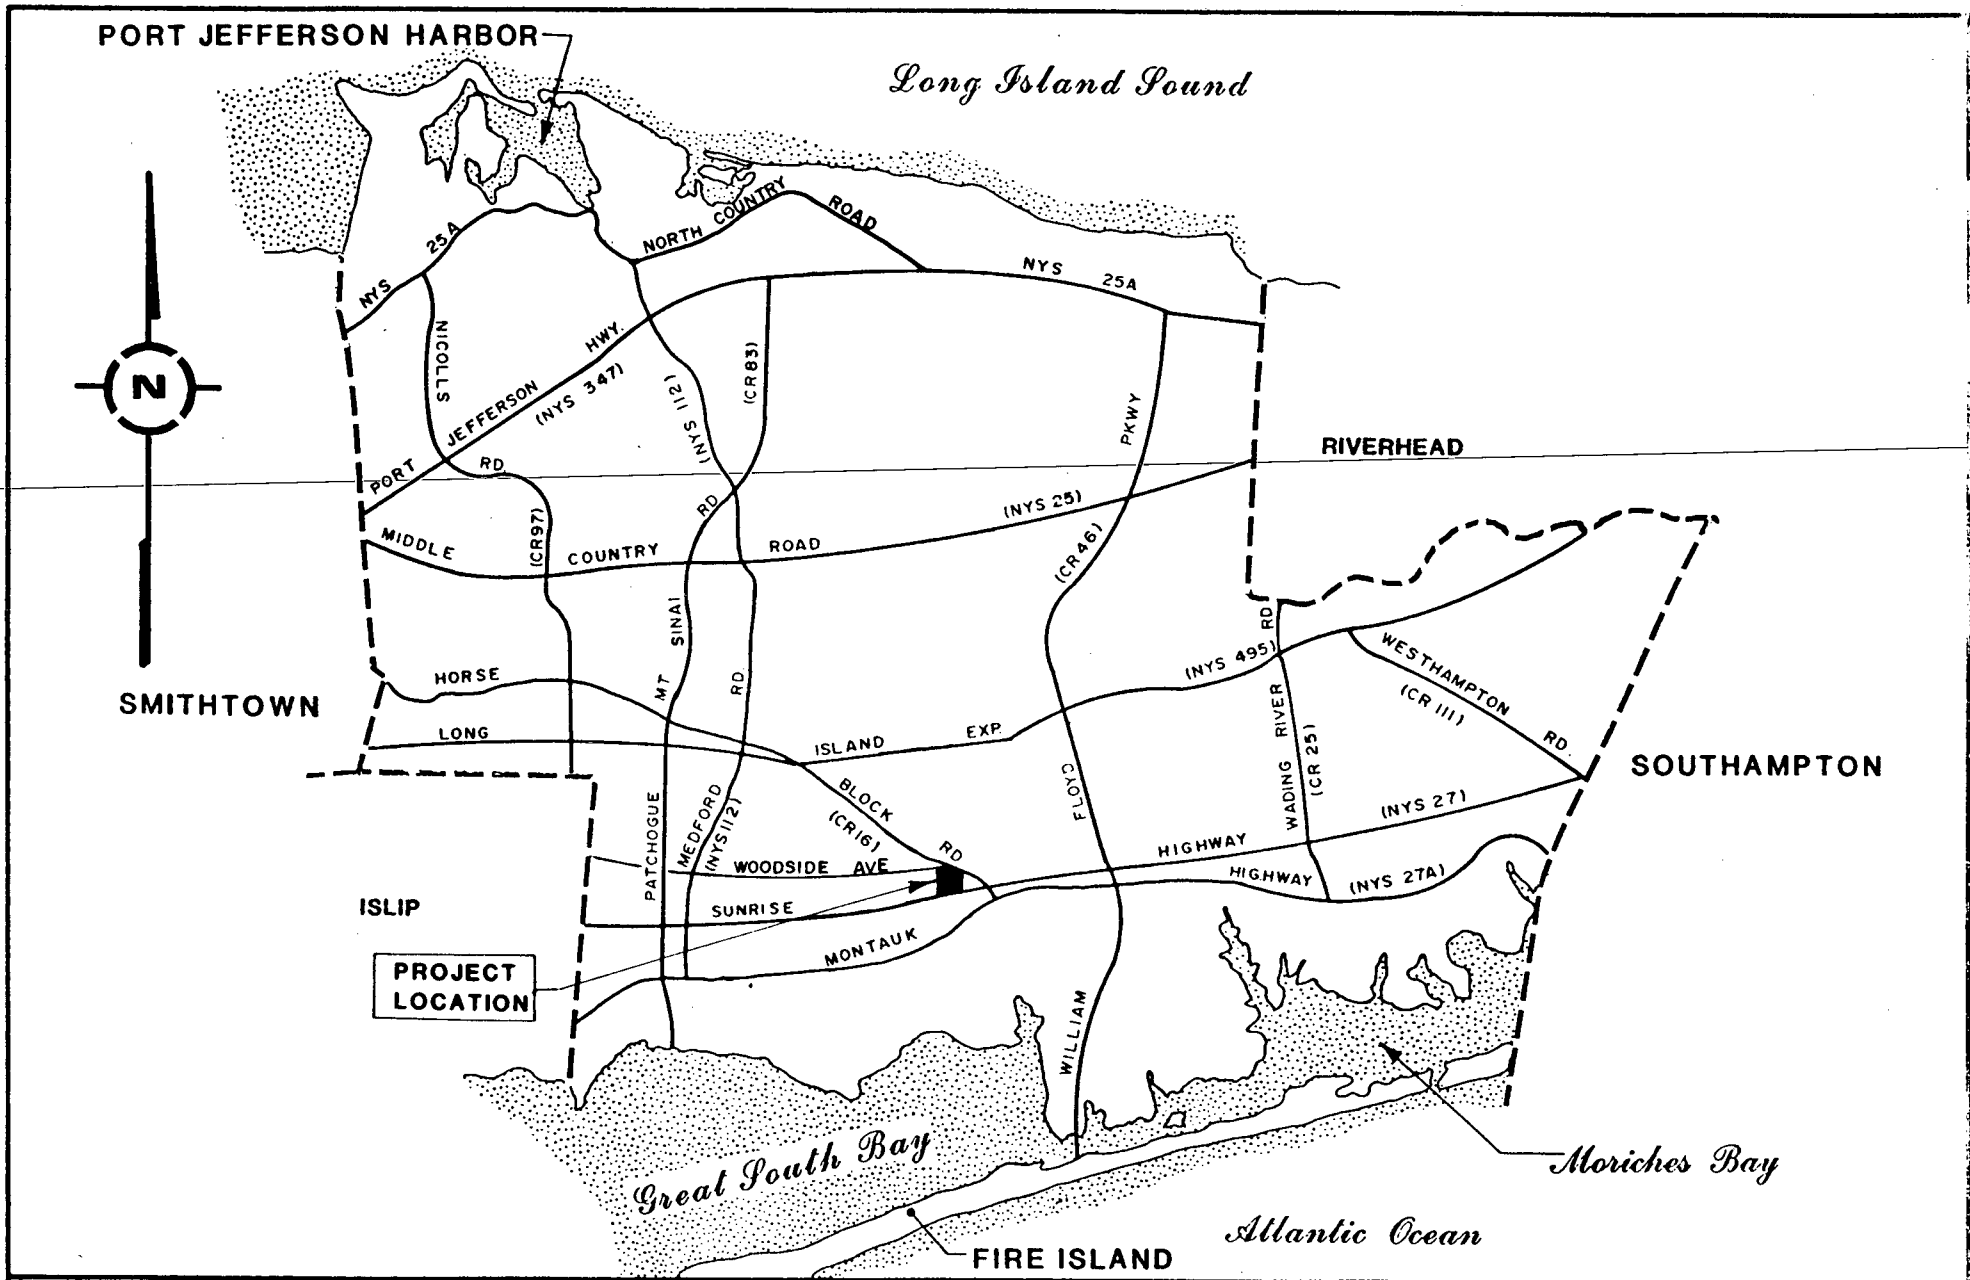 PORT JEFFERSON HARBOR
Long Island Sound
NORTH COUNTRY ROAD
NYS 25A
NYS 25A
N
NICOLLS RD.
(CR97)
PORT JEFFERSON HWY.
(NYS 347)
(NYS 112)
(CR83)
PKWY
RIVERHEAD
MIDDLE COUNTRY ROAD (NYS 25)
(CR46)
RD
SINAI
MT
PATCHOGUE
RD
MEDFORD
(NYS112)
SMITHTOWN
HORSE
BLOCK
RD
(CR16)
LONG ISLAND EXP.
(NYS 495)
RD
WADING RIVER
(CR 25)
WESTHAMPTON RD.
(CR 111)
SOUTHAMPTON
FLOYD
WILLIAM
WOODSIDE AVE
SUNRISE HIGHWAY (NYS 27)
ISLIP
MONTAUK HIGHWAY (NYS 27A)
PROJECT
LOCATION
Great South Bay
Moriches Bay
Atlantic Ocean
FIRE ISLAND